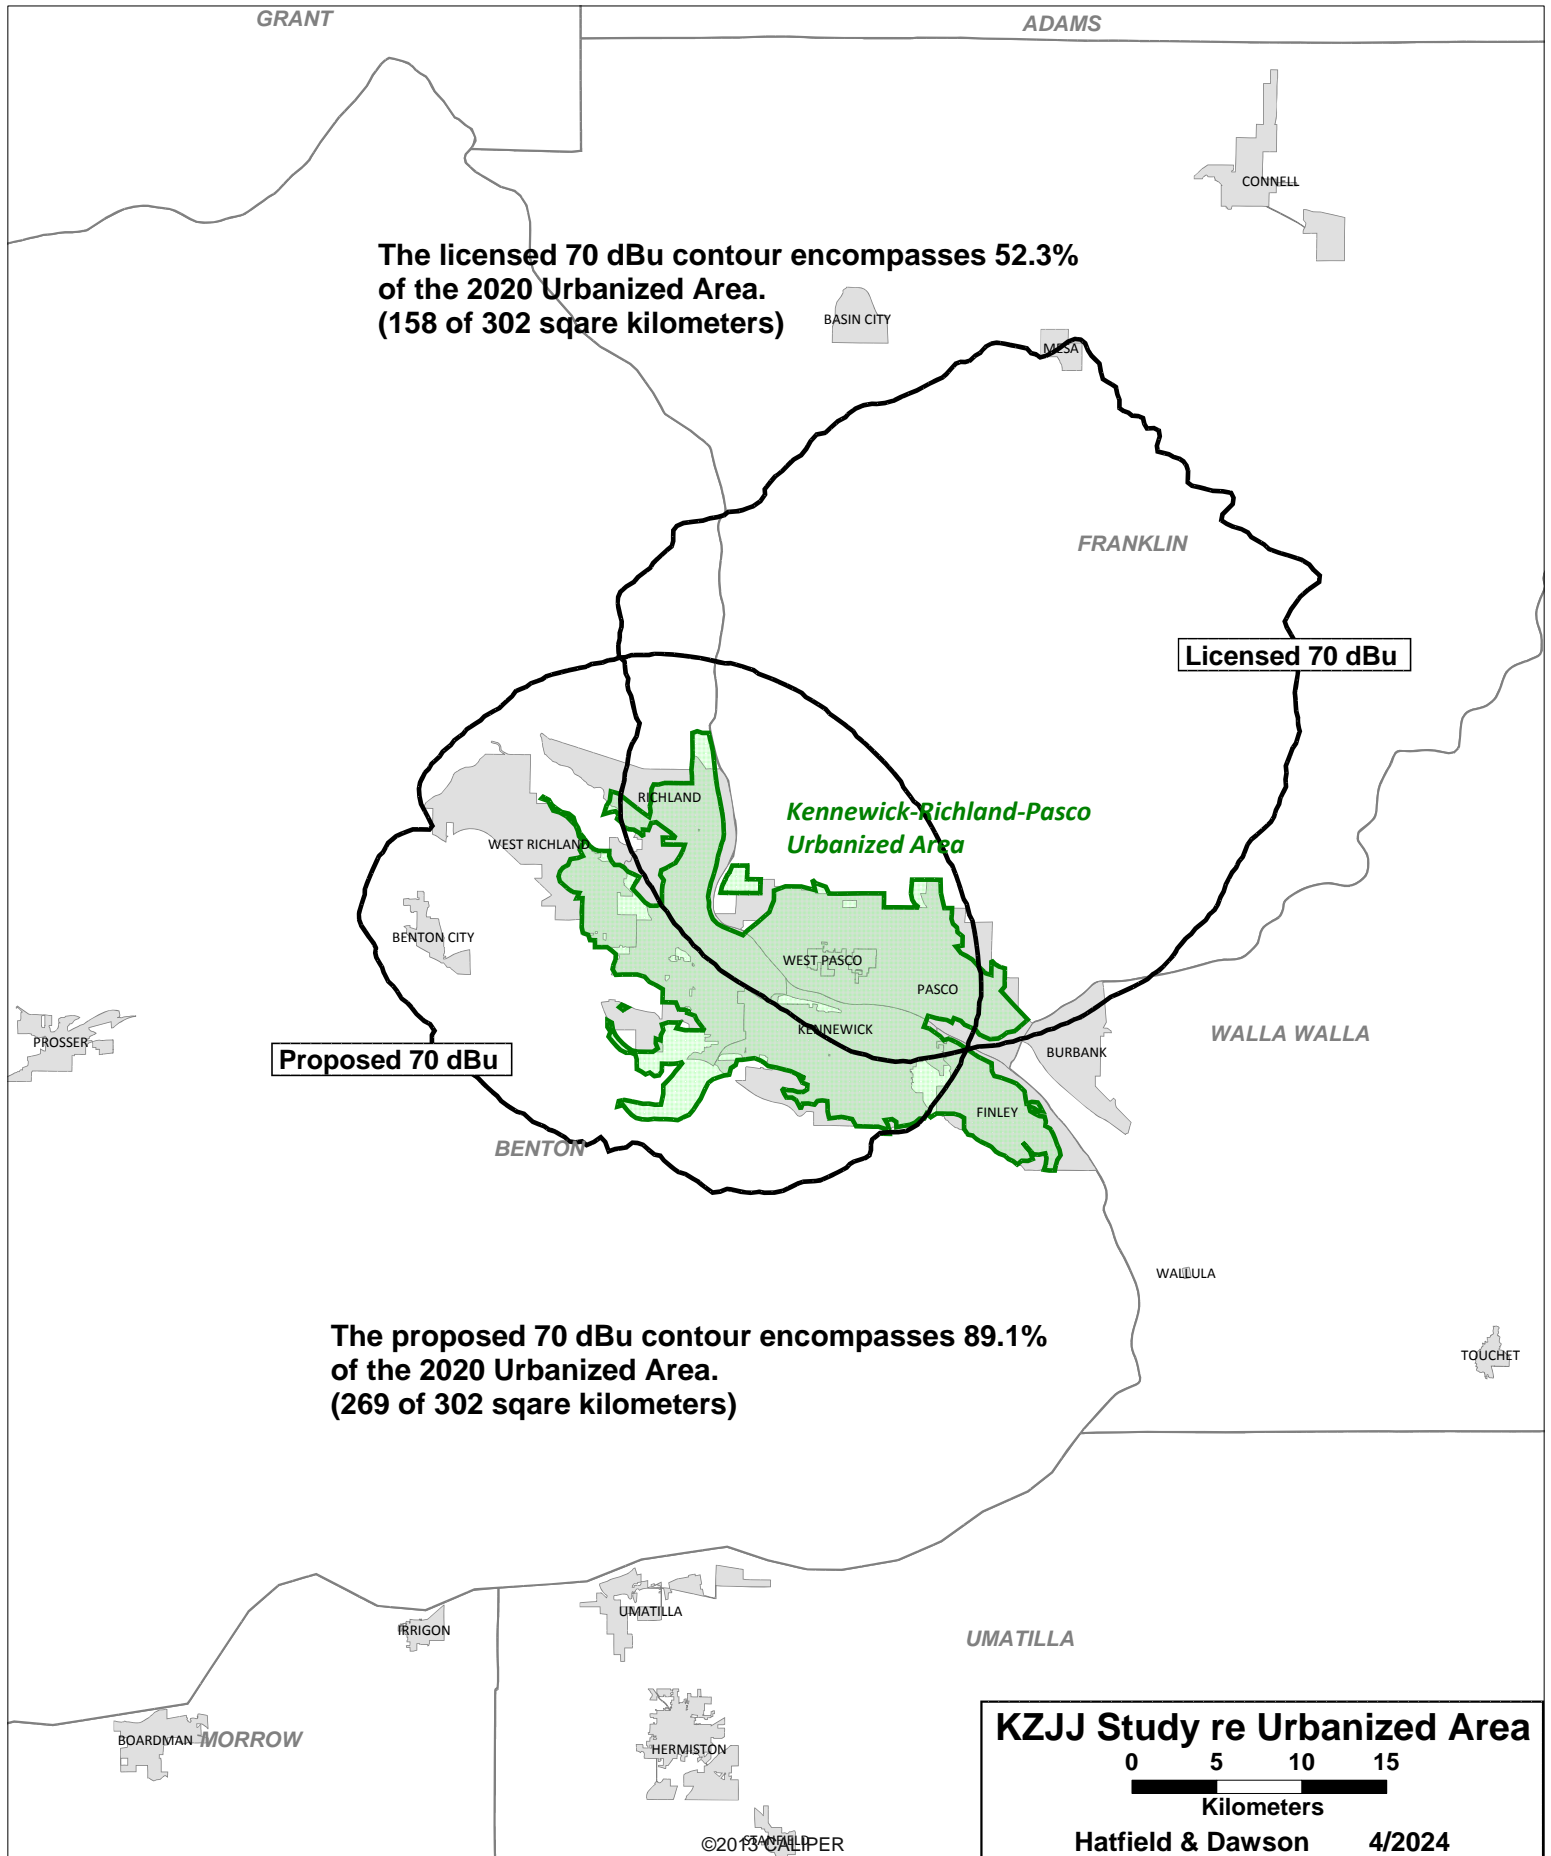 GRANT
ADAMS
CONNELL
The licensed 70 dBu contour encompasses 52.3%
of the 2020 Urbanized Area.
(158 of 302 sqare kilometers)
BASIN CITY
MESA
FRANKLIN
Licensed 70 dBu
RICHLAND
Kennewick-Richland-Pasco
Urbanized Area
WEST RICHLAND
BENTON CITY
WEST PASCO
PASCO
KENNEWICK
PROSSER
WALLA WALLA
BURBANK
Proposed 70 dBu
FINLEY
BENTON
WALLULA
The proposed 70 dBu contour encompasses 89.1%
of the 2020 Urbanized Area.
(269 of 302 sqare kilometers)
TOUCHET
UMATILLA
IRRIGON
UMATILLA
BOARDMAN
MORROW
HERMISTON
STANFIELD
©2013 CALIPER
KZJJ Study re Urbanized Area
0 5 10 15
Kilometers
Hatfield & Dawson 4/2024